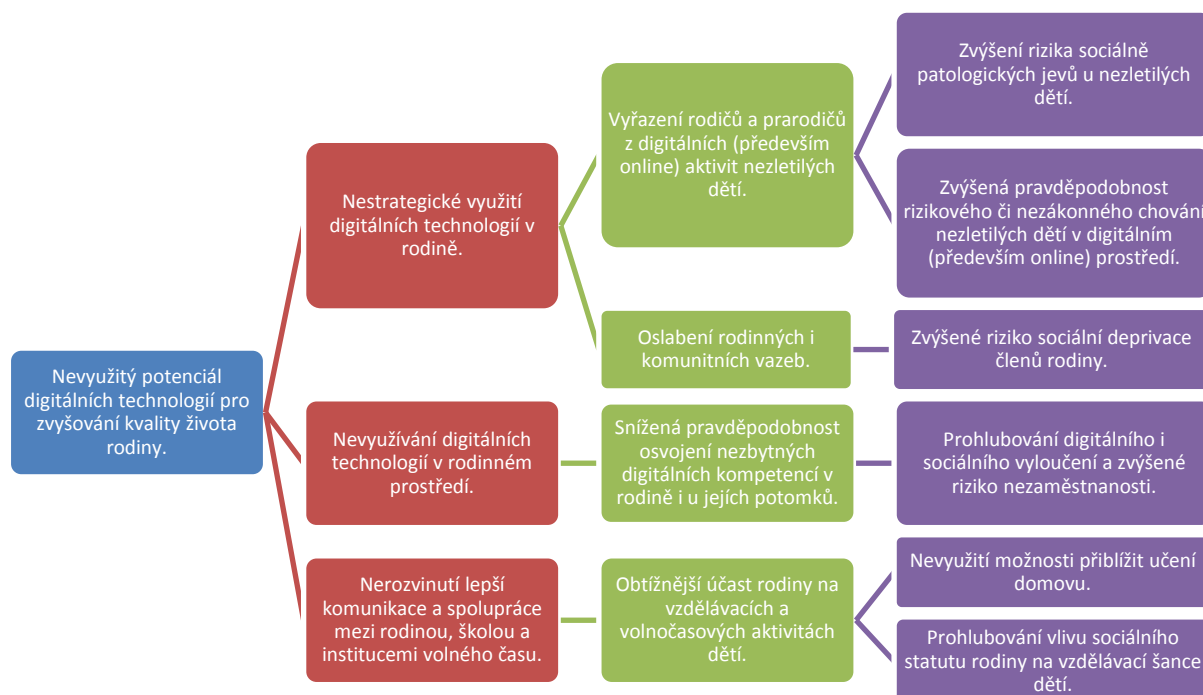 Nevyužitý potenciál
digitálních technologií pro
zvyšování kvality života
rodiny.
Nestrategické využití
digitálních technologií v
rodině.
Vyřazení rodičů a prarodičů
z digitálních (především
online) aktivit nezletilých
dětí.
Zvýšení rizika sociálně
patologických jevů u nezletilých
dětí.
Zvýšená pravděpodobnost
rizikového či nezákonného chování
nezletilých dětí v digitálním
(především online) prostředí.
Oslabení rodinných i
komunitních vazeb.
Zvýšené riziko sociální deprivace
členů rodiny.
Nevyužívání digitálních
technologií v rodinném
prostředí.
Snížená pravděpodobnost
osvojení nezbytných
digitálních kompetencí v
rodině i u jejích potomků.
Prohlubování digitálního i
sociálního vyloučení a zvýšené
riziko nezaměstnanosti.
Nerozvinutí lepší
komunikace a spolupráce
mezi rodinou, školou a
institucemi volného času.
Obtížnější účast rodiny na
vzdělávacích a
volnočasových aktivitách
dětí.
Nevyužití možnosti přiblížit učení
domovu.
Prohlubování vlivu sociálního
statutu rodiny na vzdělávací šance
dětí.